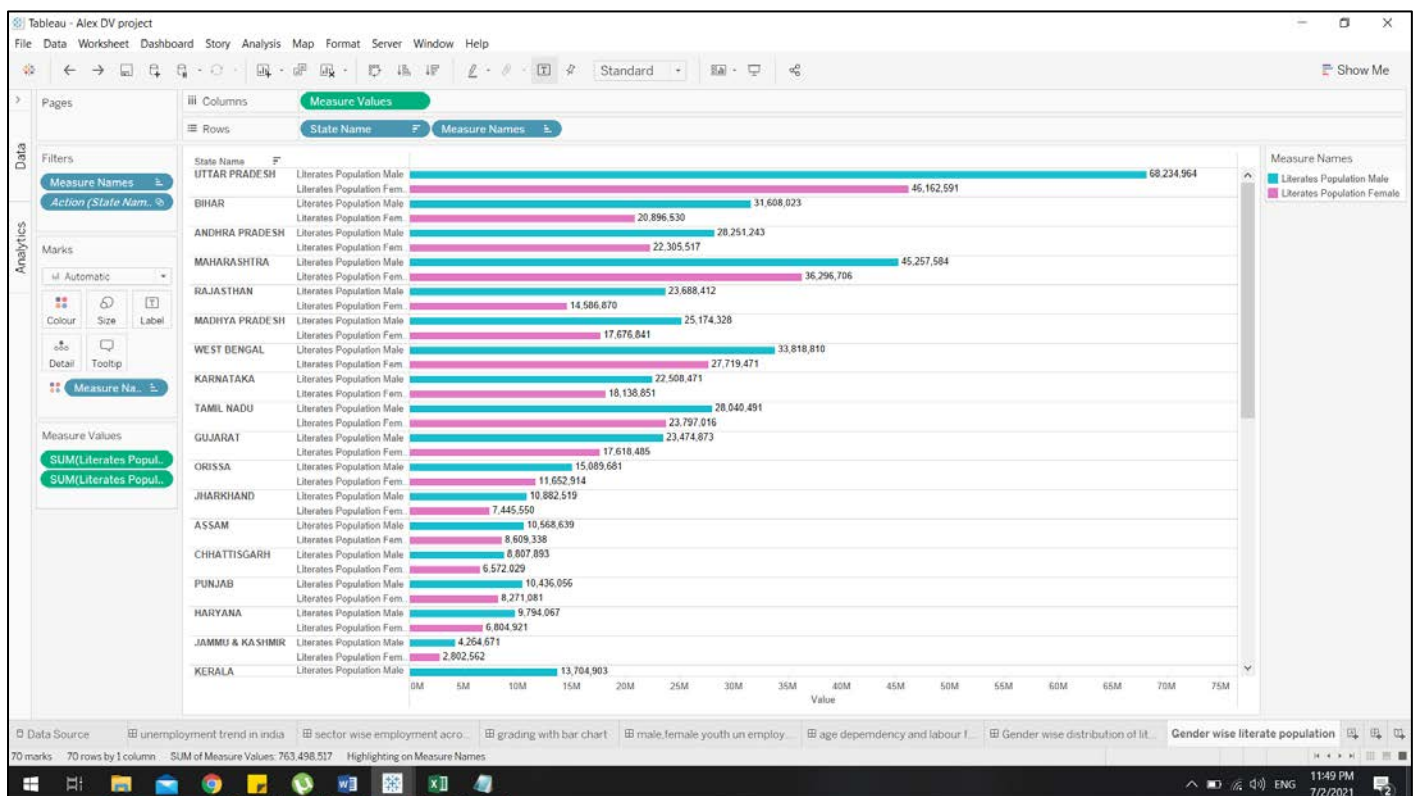 Tableau - Alex DV project
File Data Worksheet Dashboard Story Analysis Map Format Server Window Help
Standard
Show Me
Pages
Columns
Measure Values
Rows
State Name
Measure Names
Data
Analytics
Filters
Measure Names
Action (State Nam..
Marks
Automatic
Colour Size Label
Detail Tooltip
Measure Na..
Measure Values
SUM(Literates Popul..
SUM(Literates Popul..
State Name
UTTAR PRADESH Literates Population Male 68,234,964
Literates Population Fem.. 46,162,591
BIHAR Literates Population Male 31,608,023
Literates Population Fem.. 20,896,530
ANDHRA PRADESH Literates Population Male 28,251,243
Literates Population Fem.. 22,305,517
MAHARASHTRA Literates Population Male 45,257,584
Literates Population Fem.. 36,296,706
RAJASTHAN Literates Population Male 23,688,412
Literates Population Fem.. 14,586,870
MADHYA PRADESH Literates Population Male 25,174,328
Literates Population Fem.. 17,676,841
WEST BENGAL Literates Population Male 33,818,810
Literates Population Fem.. 27,719,471
KARNATAKA Literates Population Male 22,508,471
Literates Population Fem.. 18,138,851
TAMIL NADU Literates Population Male 28,040,491
Literates Population Fem.. 23,797,016
GUJARAT Literates Population Male 23,474,873
Literates Population Fem.. 17,618,485
ORISSA Literates Population Male 15,089,681
Literates Population Fem.. 11,652,914
JHARKHAND Literates Population Male 10,882,519
Literates Population Fem.. 7,445,550
ASSAM Literates Population Male 10,568,639
Literates Population Fem.. 8,609,338
CHHATTISGARH Literates Population Male 8,807,893
Literates Population Fem.. 6,572,029
PUNJAB Literates Population Male 10,436,056
Literates Population Fem.. 8,271,081
HARYANA Literates Population Male 9,794,067
Literates Population Fem.. 6,804,921
JAMMU & KASHMIR Literates Population Male 4,264,671
Literates Population Fem.. 2,802,562
KERALA Literates Population Male 13,704,903
0M 5M 10M 15M 20M 25M 30M 35M 40M 45M 50M 55M 60M 65M 70M 75M
Value
Measure Names
Literates Population Male
Literates Population Female
Data Source unemployment trend in india sector wise employment acro.. grading with bar chart male,female youth un employ.. age depemdency and labour f.. Gender wise distribution of lit.. Gender wise literate population
70 marks 70 rows by 1 column SUM of Measure Values: 763,498,517 Highlighting on Measure Names
ENG
11:49 PM
7/2/2021
2